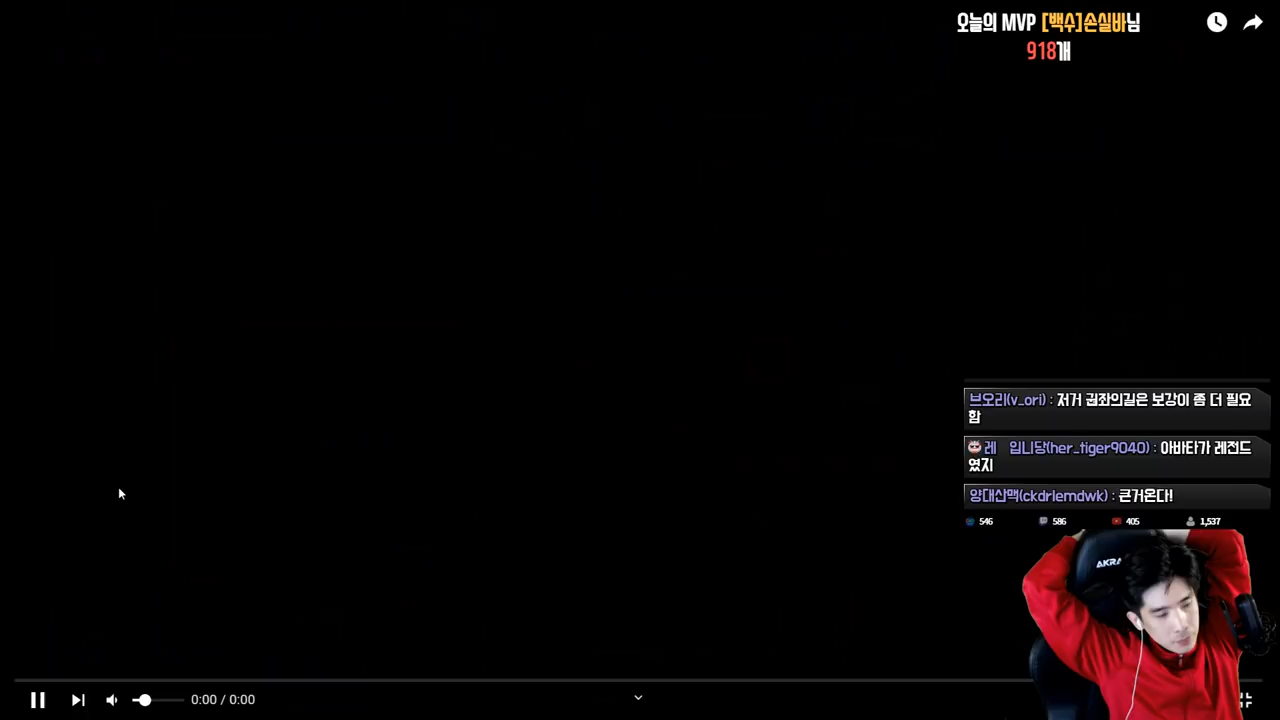 오늘의 MVP [백수]손실바님
918개
브오리(v_ori) : 저거 권좌의길은 보강이 좀 더 필요
함
레 입니당(her_tiger9040) : 아바타가 레전드
였지
양대산맥(ckdrlemdwk) : 큰거온다!
546 586 405 1,537
AKRA
0:00 / 0:00